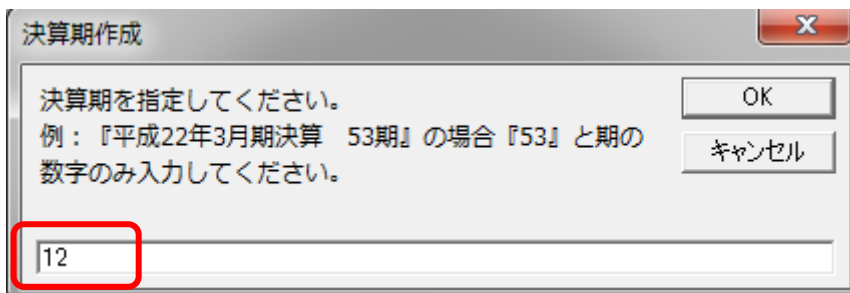 決算期作成
決算期を指定してください。
例：『平成22年3月期決算　53期』の場合『53』と期の
数字のみ入力してください。
OK
キャンセル
12